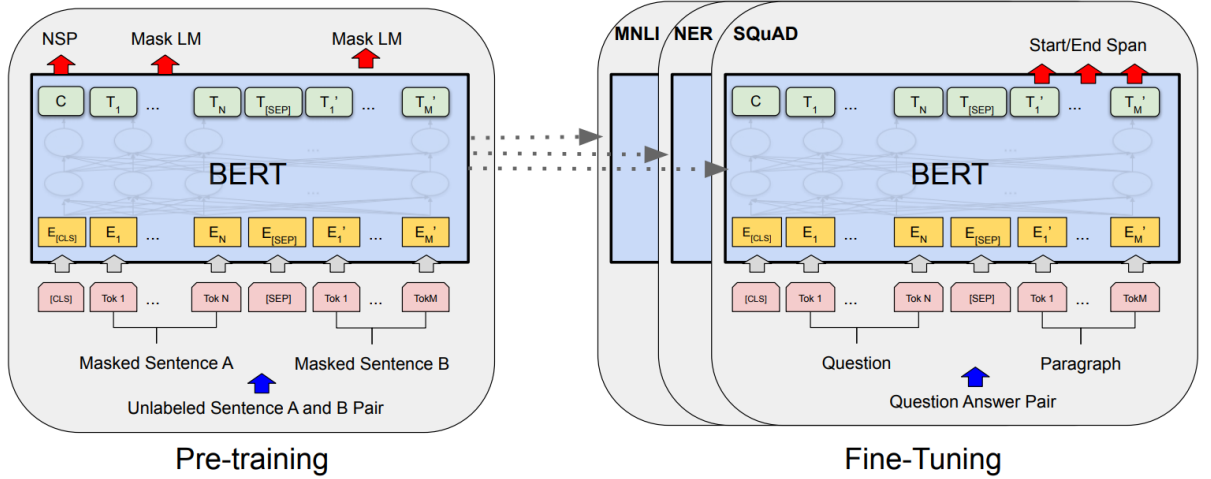 NSP Mask LM Mask LM
C T1 ... TN T[SEP] T1' ... TM'
...
BERT
...
E[CLS] E1 ... EN E[SEP] E1' ... EM'
[CLS] Tok 1 ... Tok N [SEP] Tok 1 ... TokM
Masked Sentence A Masked Sentence B
Unlabeled Sentence A and B Pair
Pre-training
MNLI NER SQuAD
Start/End Span
C T1 ... TN T[SEP] T1' ... TM'
...
BERT
...
E[CLS] E1 ... EN E[SEP] E1' ... EM'
[CLS] Tok 1 ... Tok N [SEP] Tok 1 ... TokM
Question Paragraph
Question Answer Pair
Fine-Tuning